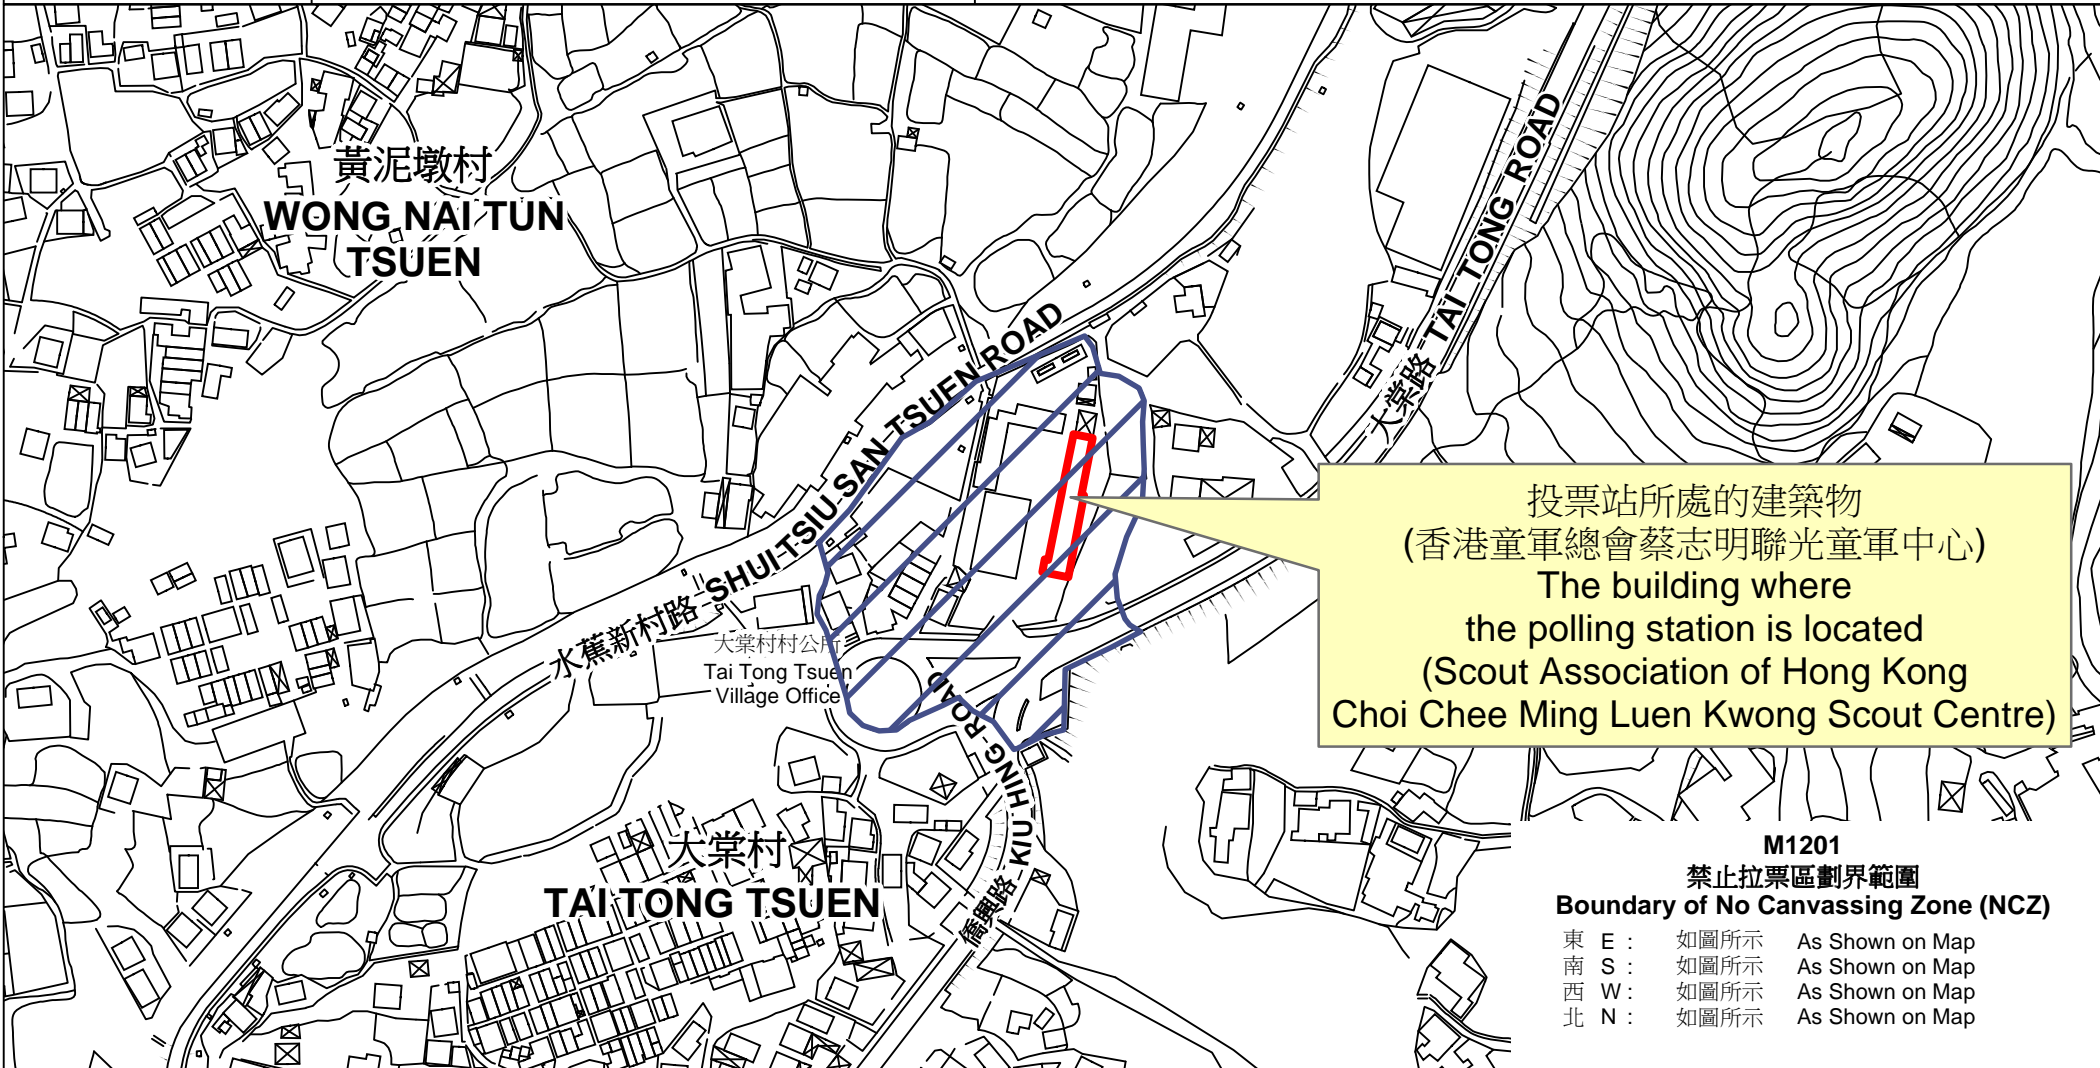 黃泥墩村
WONG NAI TUN
TSUEN
水蕉新村路 SHUI TSIU SAN TSUEN ROAD
大棠路 TAI TONG ROAD
投票站所處的建築物
(香港童軍總會蔡志明聯光童軍中心)
The building where
the polling station is located
(Scout Association of Hong Kong
Choi Chee Ming Luen Kwong Scout Centre)
大棠村村公所
Tai Tong Tsuen
Village Office
僑興路 KIU HING ROAD
大棠村
TAI TONG TSUEN
M1201
禁止拉票區劃界範圍
Boundary of No Canvassing Zone (NCZ)
東 E : 如圖所示 As Shown on Map
南 S : 如圖所示 As Shown on Map
西 W : 如圖所示 As Shown on Map
北 N : 如圖所示 As Shown on Map